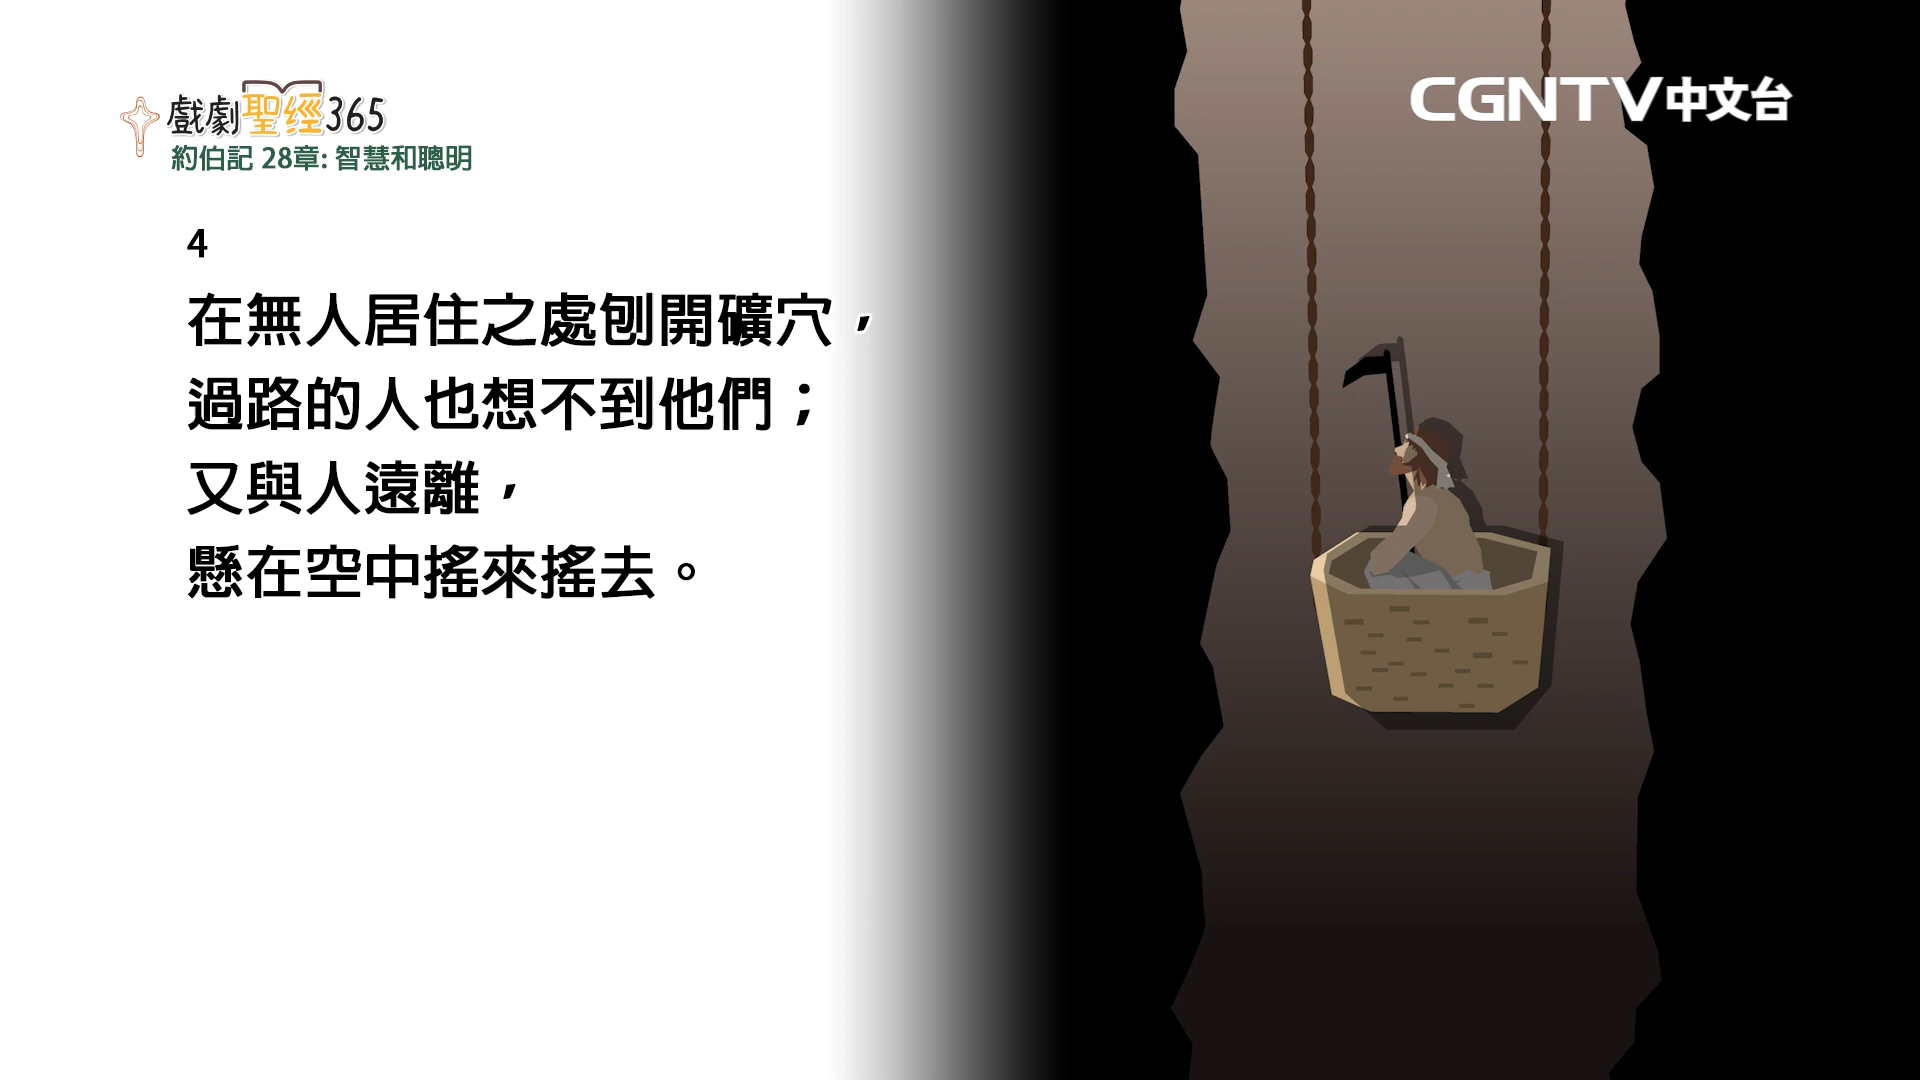 戲劇聖經365
CGNTV中文台
約伯記 28章: 智慧和聰明
4
在無人居住之處刨開礦穴，
過路的人也想不到他們；
又與人遠離，
懸在空中搖來搖去。